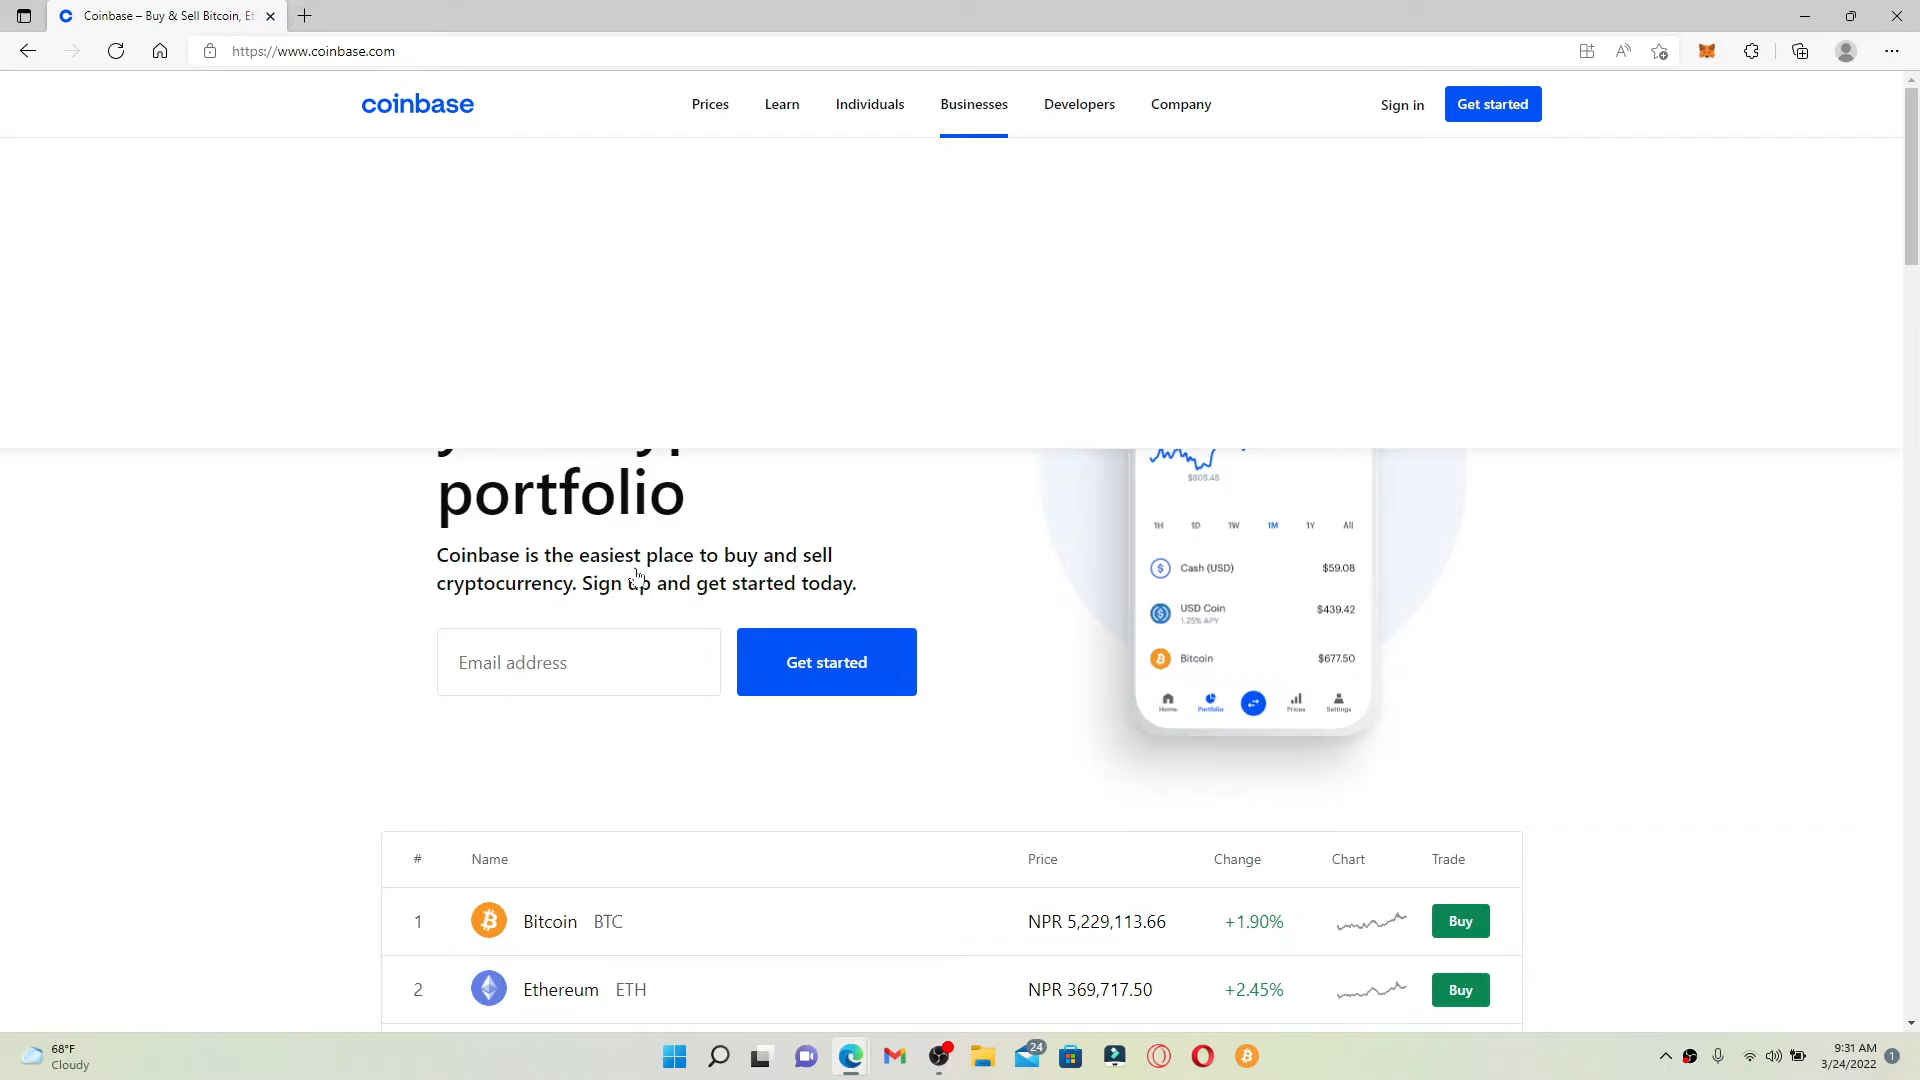 Coinbase – Buy & Sell Bitcoin, Et
https://www.coinbase.com
coinbase
Prices
Learn
Individuals
Businesses
Developers
Company
Sign in
Get started
portfolio
Coinbase is the easiest place to buy and sell
cryptocurrency. Sign up and get started today.
Email address
Get started
$805.45
1H 1D 1W 1M 1Y All
Cash (USD) $59.08
USD Coin $439.42
1.25% APY
Bitcoin $677.50
Home Portfolio Prices Settings
# Name Price Change Chart Trade
1 Bitcoin BTC NPR 5,229,113.66 +1.90% Buy
2 Ethereum ETH NPR 369,717.50 +2.45% Buy
68°F
Cloudy
24
9:31 AM
3/24/2022
1